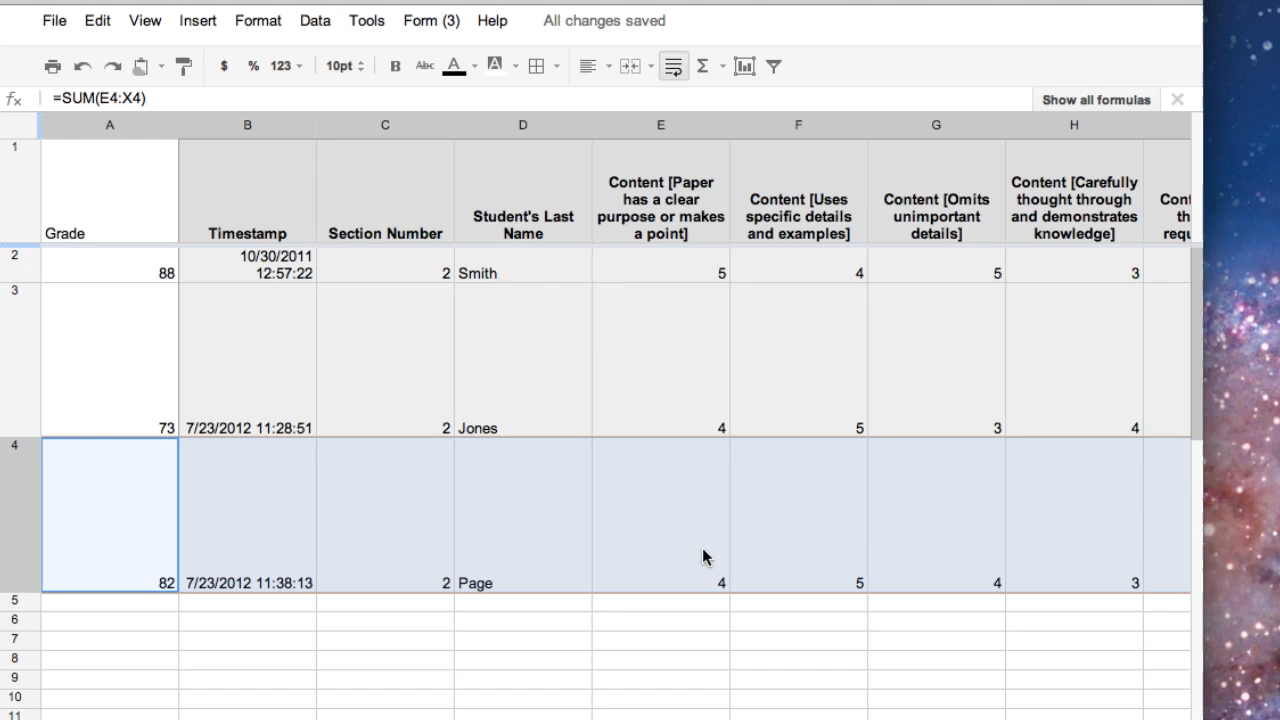 File Edit View Insert Format Data Tools Form (3) Help All changes saved
$ % 123 10pt B Abc A A Σ
fx =SUM(E4:X4) Show all formulas
A B C D E F G H
1 Grade Timestamp Section Number Student's Last Name Content [Paper has a clear purpose or makes a point] Content [Uses specific details and examples] Content [Omits unimportant details] Content [Carefully thought through and demonstrates knowledge]
2 88 10/30/2011 12:57:22 2 Smith 5 4 5 3
3 73 7/23/2012 11:28:51 2 Jones 4 5 3 4
4 82 7/23/2012 11:38:13 2 Page 4 5 4 3
5
6
7
8
9
10
11